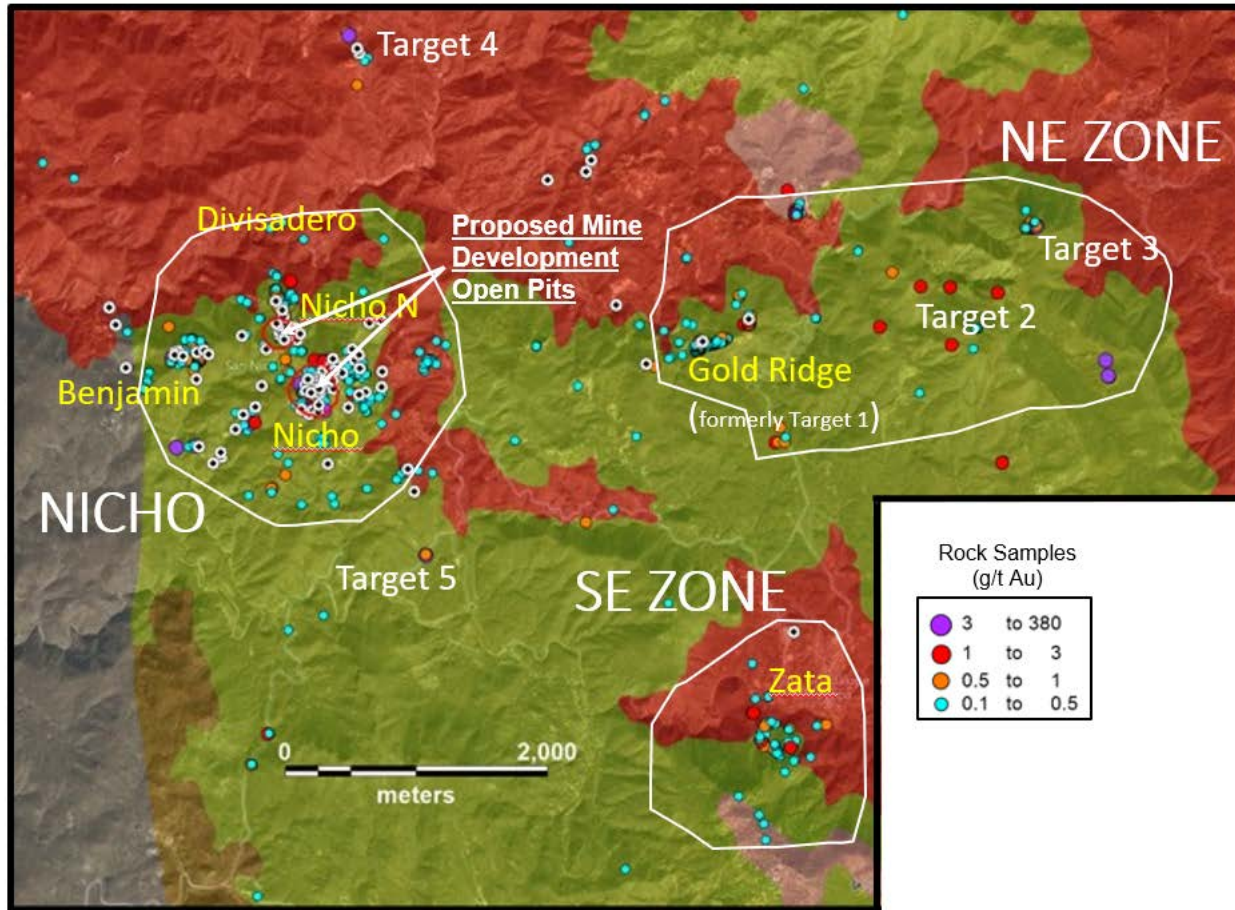 Target 4
NE ZONE
Divisadero
Proposed Mine
Development
Open Pits
Target 3
Nicho N
Target 2
Benjamin
Gold Ridge
(formerly Target 1)
Nicho
NICHO
Target 5
SE ZONE
Zata
0 2,000
meters
Rock Samples
(g/t Au)
3 to 380
1 to 3
0.5 to 1
0.1 to 0.5